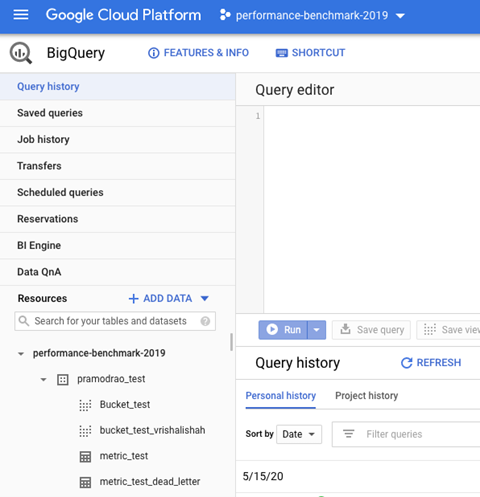 Google Cloud Platform performance-benchmark-2019
BigQuery FEATURES & INFO SHORTCUT
Query history
Saved queries
Job history
Transfers
Scheduled queries
Reservations
BI Engine
Data QnA
Resources ADD DATA
Search for your tables and datasets ?
performance-benchmark-2019
pramodrao_test
Bucket_test
bucket_test_vrishalishah
metric_test
metric_test_dead_letter
Query editor
1
Run Save query Save view
Query history REFRESH
Personal history Project history
Sort by Date Filter queries
5/15/20